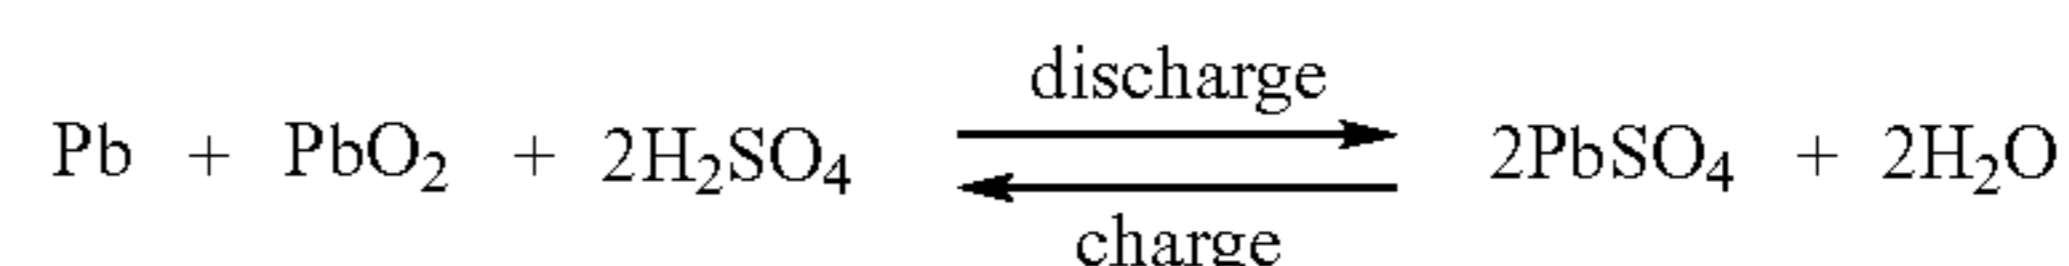 discharge
Pb + PbO₂ + 2H₂SO₄ 2PbSO₄ + 2H₂O
charge